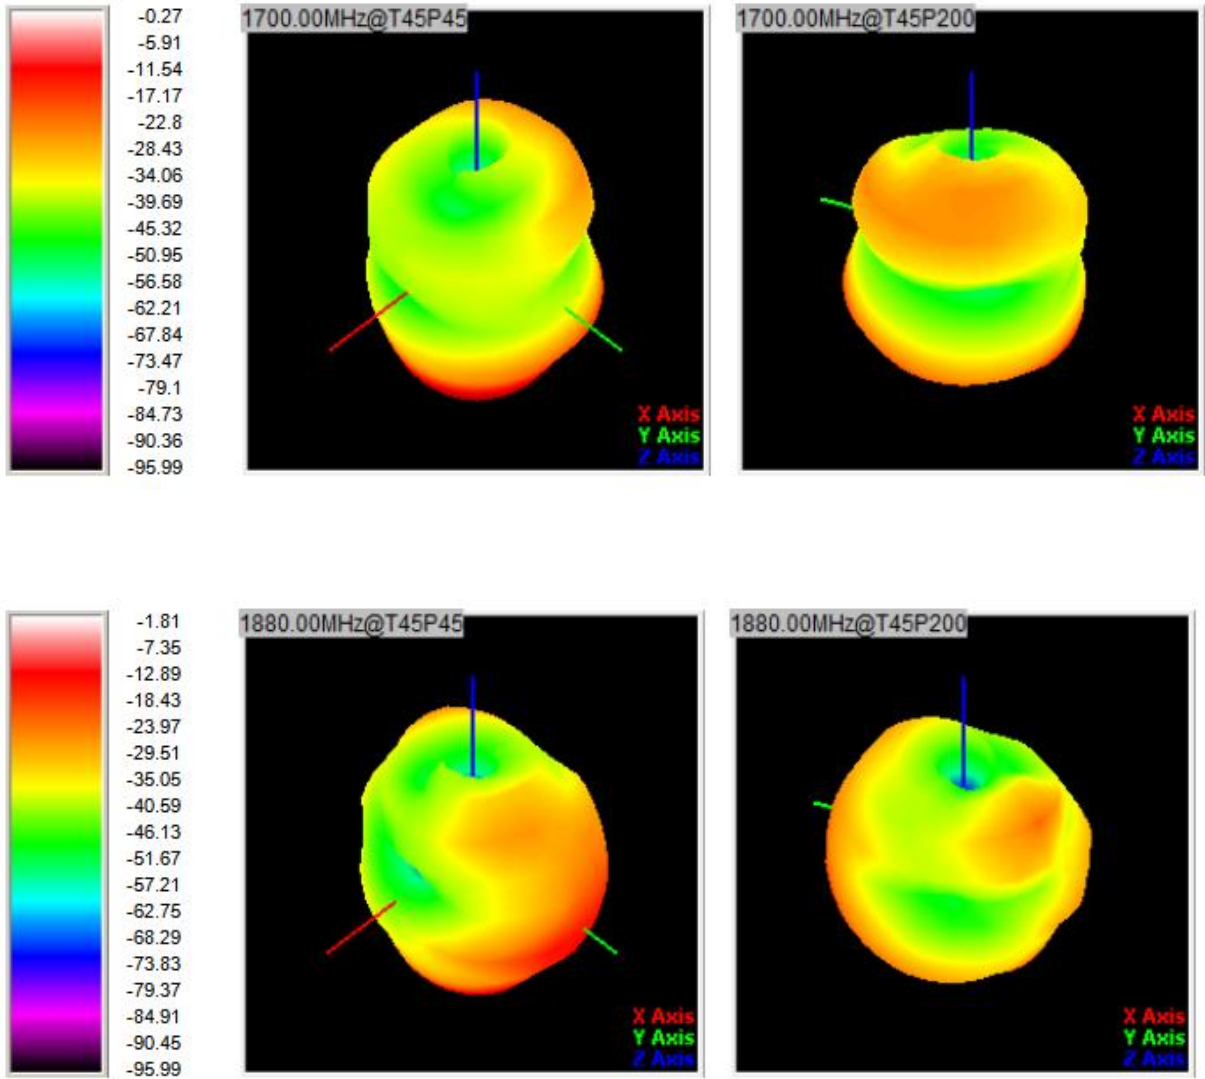 -0.27
-5.91
-11.54
-17.17
-22.8
-28.43
-34.06
-39.69
-45.32
-50.95
-56.58
-62.21
-67.84
-73.47
-79.1
-84.73
-90.36
-95.99
1700.00MHz@T45P45
X Axis
Y Axis
Z Axis
1700.00MHz@T45P200
X Axis
Y Axis
Z Axis
-1.81
-7.35
-12.89
-18.43
-23.97
-29.51
-35.05
-40.59
-46.13
-51.67
-57.21
-62.75
-68.29
-73.83
-79.37
-84.91
-90.45
-95.99
1880.00MHz@T45P45
X Axis
Y Axis
Z Axis
1880.00MHz@T45P200
X Axis
Y Axis
Z Axis